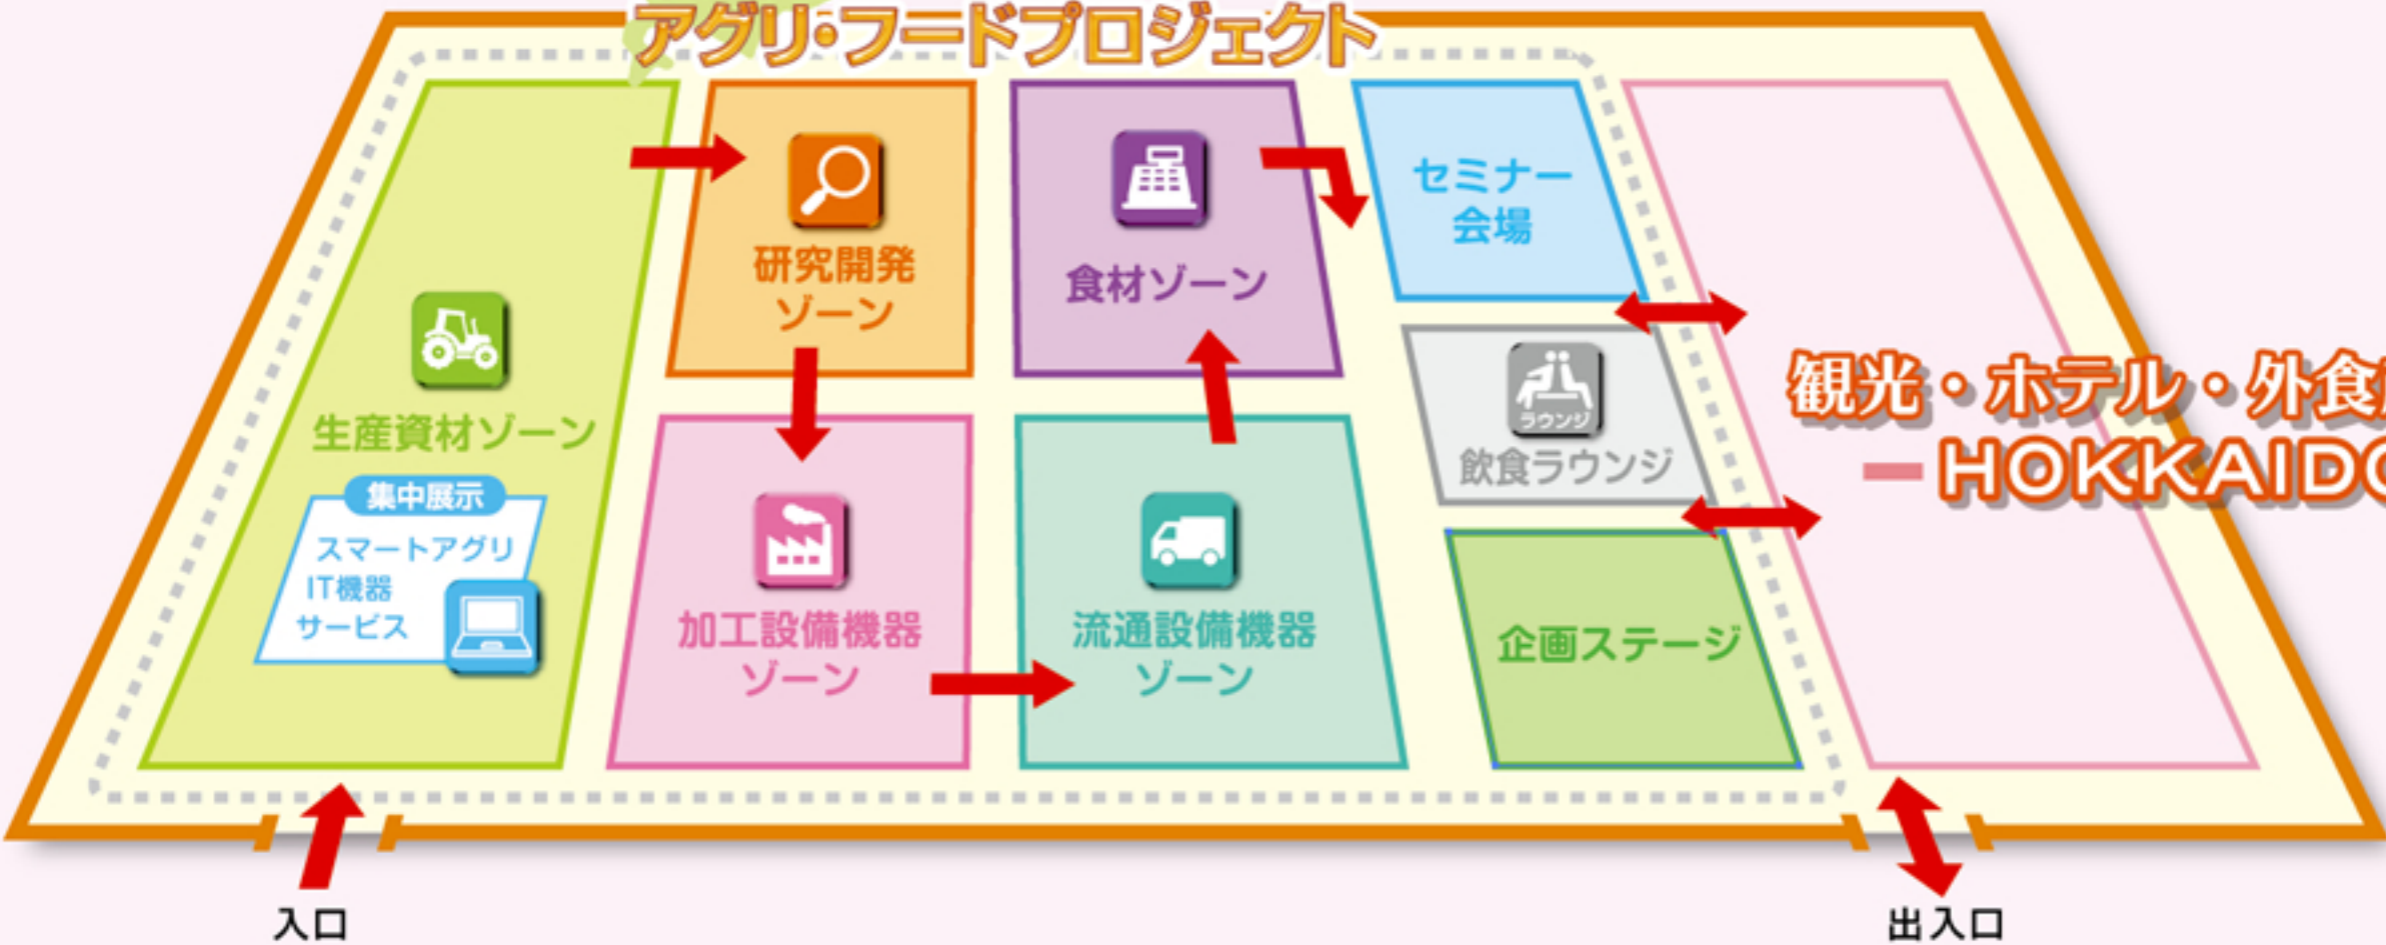 アグリ・フードプロジェクト
生産資材ゾーン
集中展示
スマートアグリ
IT機器
サービス
研究開発
ゾーン
加工設備機器
ゾーン
食材ゾーン
流通設備機器
ゾーン
セミナー
会場
ラウンジ
飲食ラウンジ
企画ステージ
観光・ホテル・外食
ーHOKKAIDO
入口
出入口